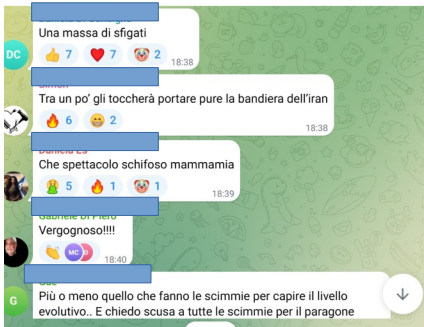 DC
Una massa di sfigati
👍 7 ❤️ 7 🤡 2 18:38
Tra un po' gli toccherà portare pure la bandiera dell'iran
🔥 6 😁 2
18:38
Che spettacolo schifoso mammamia
🤮 5 🔥 1 🤡 1 18:39
Gabriele Di Piero
Vergognoso!!!!
👏 MC D 18:40
G
Più o meno quello che fanno le scimmie per capire il livello
evolutivo.. E chiedo scusa a tutte le scimmie per il paragone